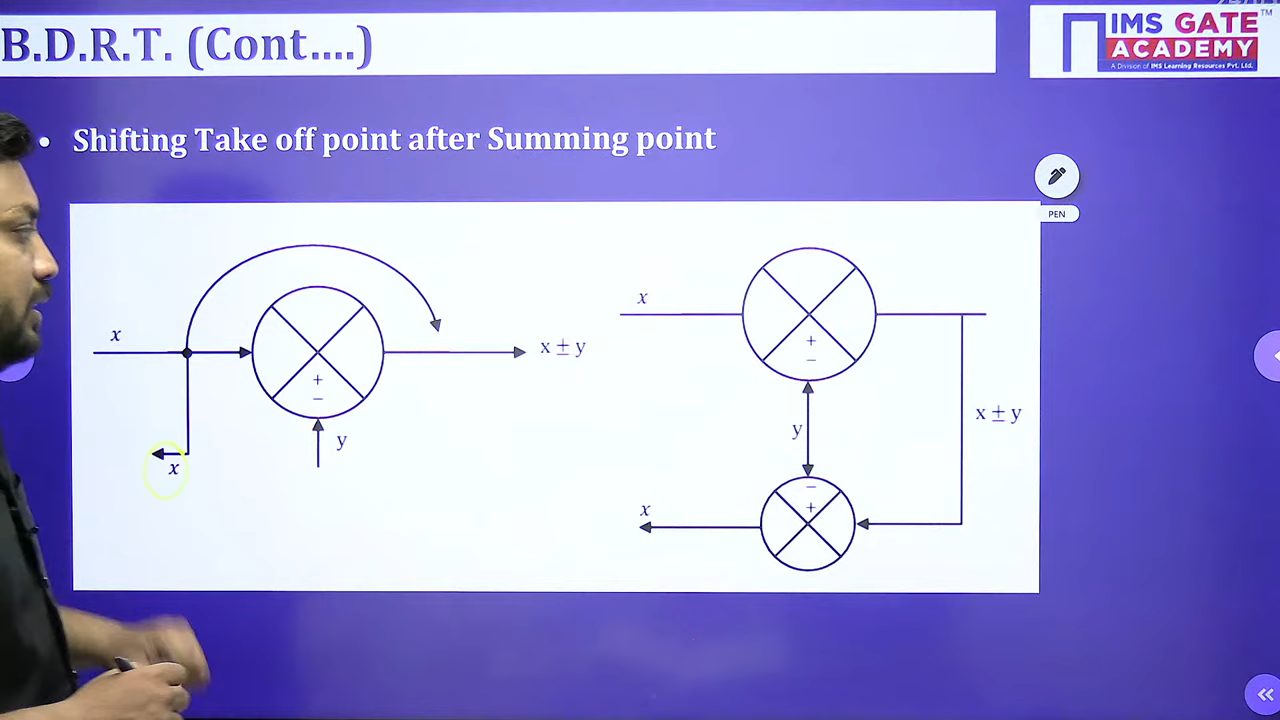 B.D.R.T. (Cont....)
IMS GATE
ACADEMY
TM
A Division of IMS Learning Resources Pvt. Ltd.
• Shifting Take off point after Summing point
PEN
x
x ± y
+
−
y
x
x
+
−
x ± y
y
−
+
x